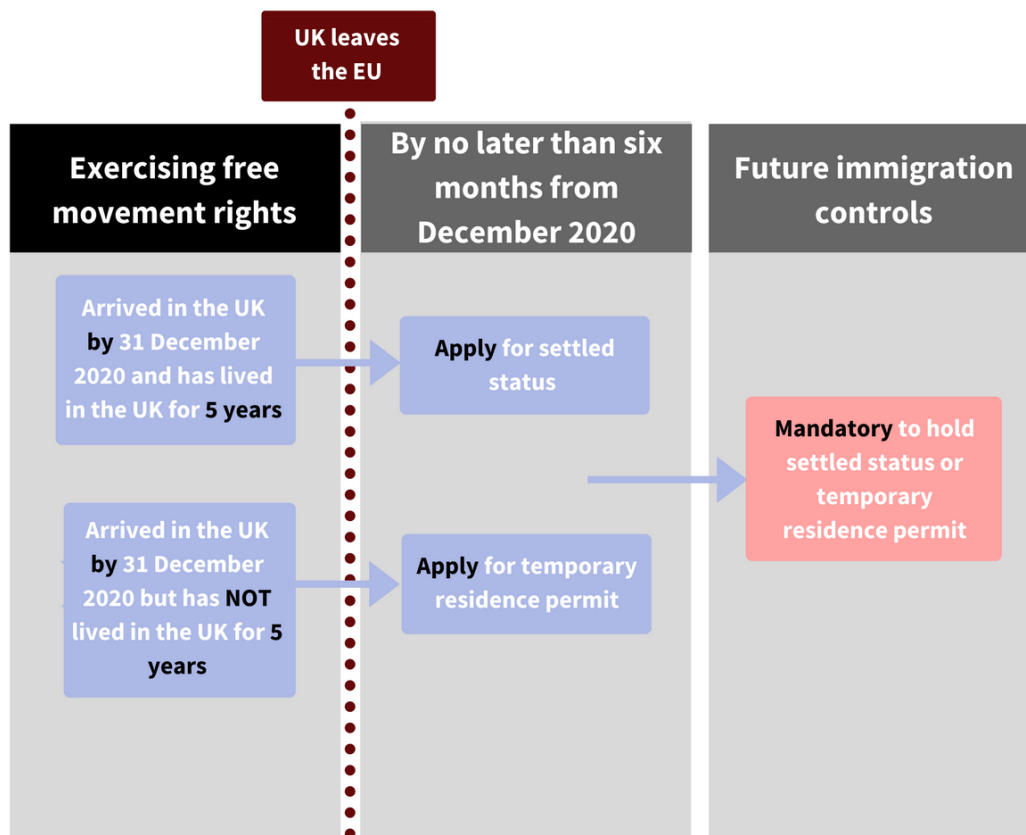 UK leaves
the EU
Exercising free
movement rights
By no later than six
months from
December 2020
Future immigration
controls
Arrived in the UK
by 31 December
2020 and has lived
in the UK for 5 years
Apply for settled
status
Mandatory to hold
settled status or
temporary
residence permit
Arrived in the UK
by 31 December
2020 but has NOT
lived in the UK for 5
years
Apply for temporary
residence permit